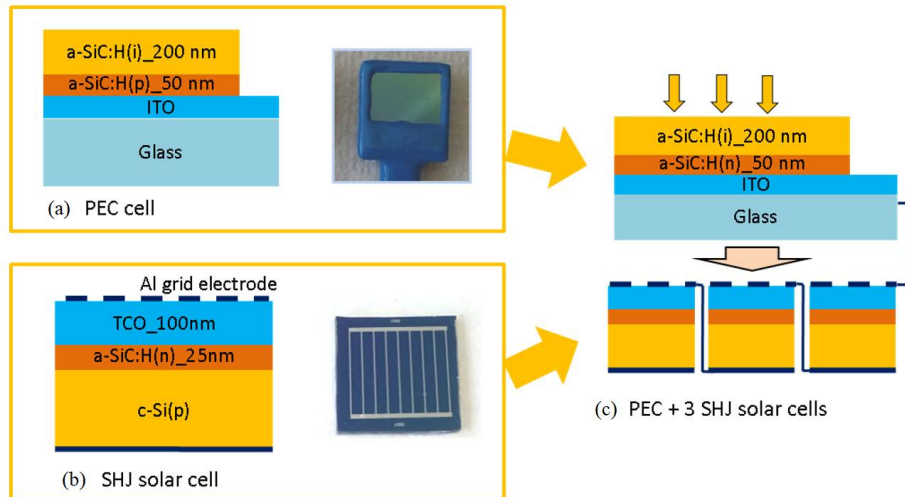 a-SiC:H(i)_200 nm
a-SiC:H(p)_50 nm
ITO
Glass
(a) PEC cell
Al grid electrode
TCO_100nm
a-SiC:H(n)_25nm
c-Si(p)
(b) SHJ solar cell
a-SiC:H(i)_200 nm
a-SiC:H(n)_50 nm
ITO
Glass
(c) PEC + 3 SHJ solar cells